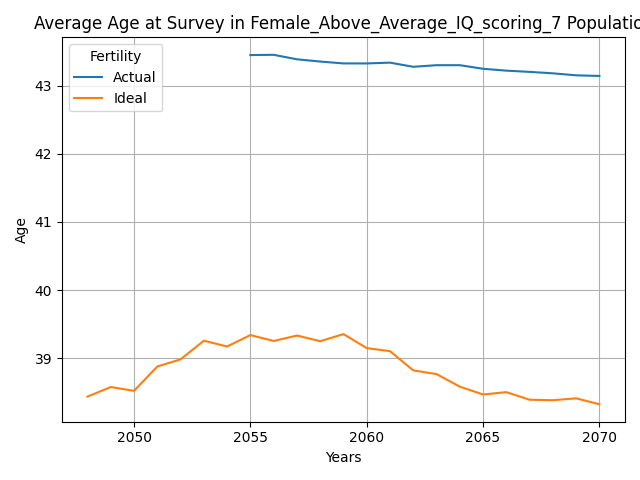 Average Age at Survey in Female_Above_Average_IQ_scoring_7 Populatio
Fertility
Actual
Ideal
43
42
41
40
39
Age
2050 2055 2060 2065 2070
Years